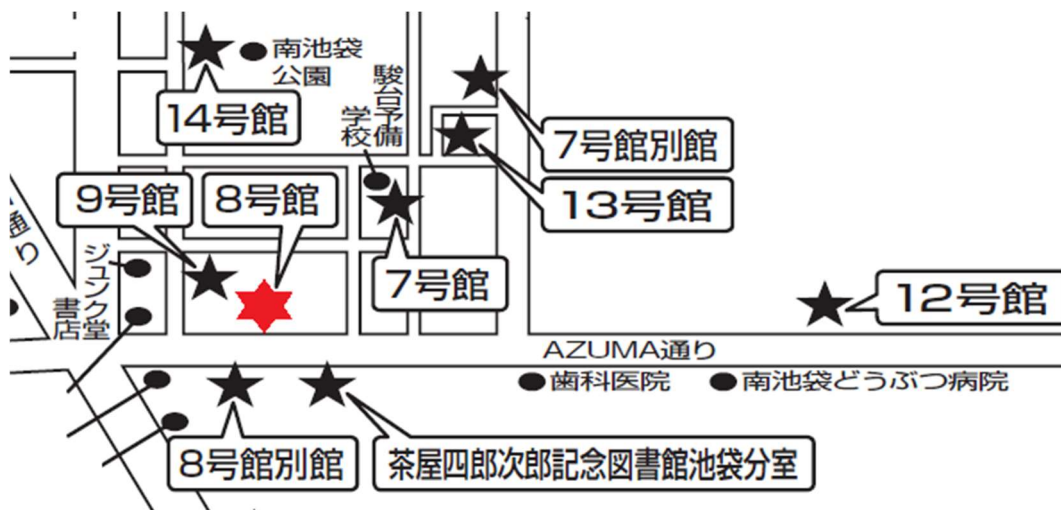 南池袋
公園
14号館
駿台予備
学校
7号館別館
13号館
9号館
8号館
7号館
通り
ジュンク堂
書店
12号館
AZUMA通り
歯科医院
南池袋どうぶつ病院
8号館別館
茶屋四郎次郎記念図書館池袋分室